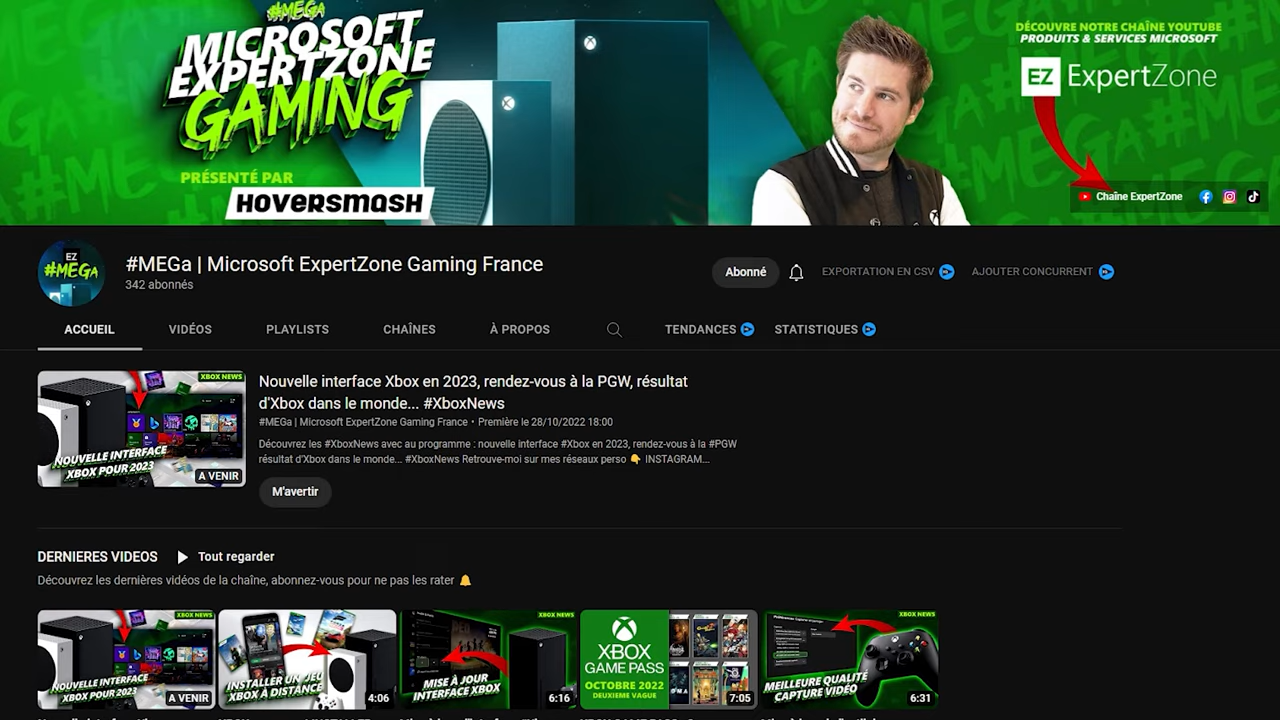 #MEGa
MICROSOFT
EXPERTZONE
GAMING
PRÉSENTÉ PAR
HOVERSMASH
DÉCOUVRE NOTRE CHAÎNE YOUTUBE
PRODUITS & SERVICES MICROSOFT
EZ ExpertZone
Chaîne ExpertZone
EZ
#MEGa
#MEGa | Microsoft ExpertZone Gaming France
342 abonnés
Abonné
EXPORTATION EN CSV
AJOUTER CONCURRENT
ACCUEIL VIDÉOS PLAYLISTS CHAÎNES À PROPOS TENDANCES STATISTIQUES
XBOX NEWS
NOUVELLE INTERFACE
XBOX POUR 2023
A VENIR
Nouvelle interface Xbox en 2023, rendez-vous à la PGW, résultat
d'Xbox dans le monde... #XboxNews
#MEGa | Microsoft ExpertZone Gaming France • Première le 28/10/2022 18:00
Découvrez les #XboxNews avec au programme : nouvelle interface #Xbox en 2023, rendez-vous à la #PGW
résultat d'Xbox dans le monde... #XboxNews Retrouve-moi sur mes réseaux perso 👇 INSTAGRAM...
M'avertir
DERNIERES VIDEOS
Tout regarder
Découvrez les dernières vidéos de la chaîne, abonnez-vous pour ne pas les rater 🔔
XBOX NEWS
NOUVELLE INTERFACE
XBOX POUR 2023
A VENIR
INSTALLER UN JEU
XBOX À DISTANCE
4:06
XBOX NEWS
MISE À JOUR
INTERFACE XBOX
6:16
XBOX
GAME PASS
OCTOBRE 2022
DEUXIEME VAGUE
7:05
XBOX NEWS
MEILLEURE QUALITÉ
CAPTURE VIDÉO
6:31